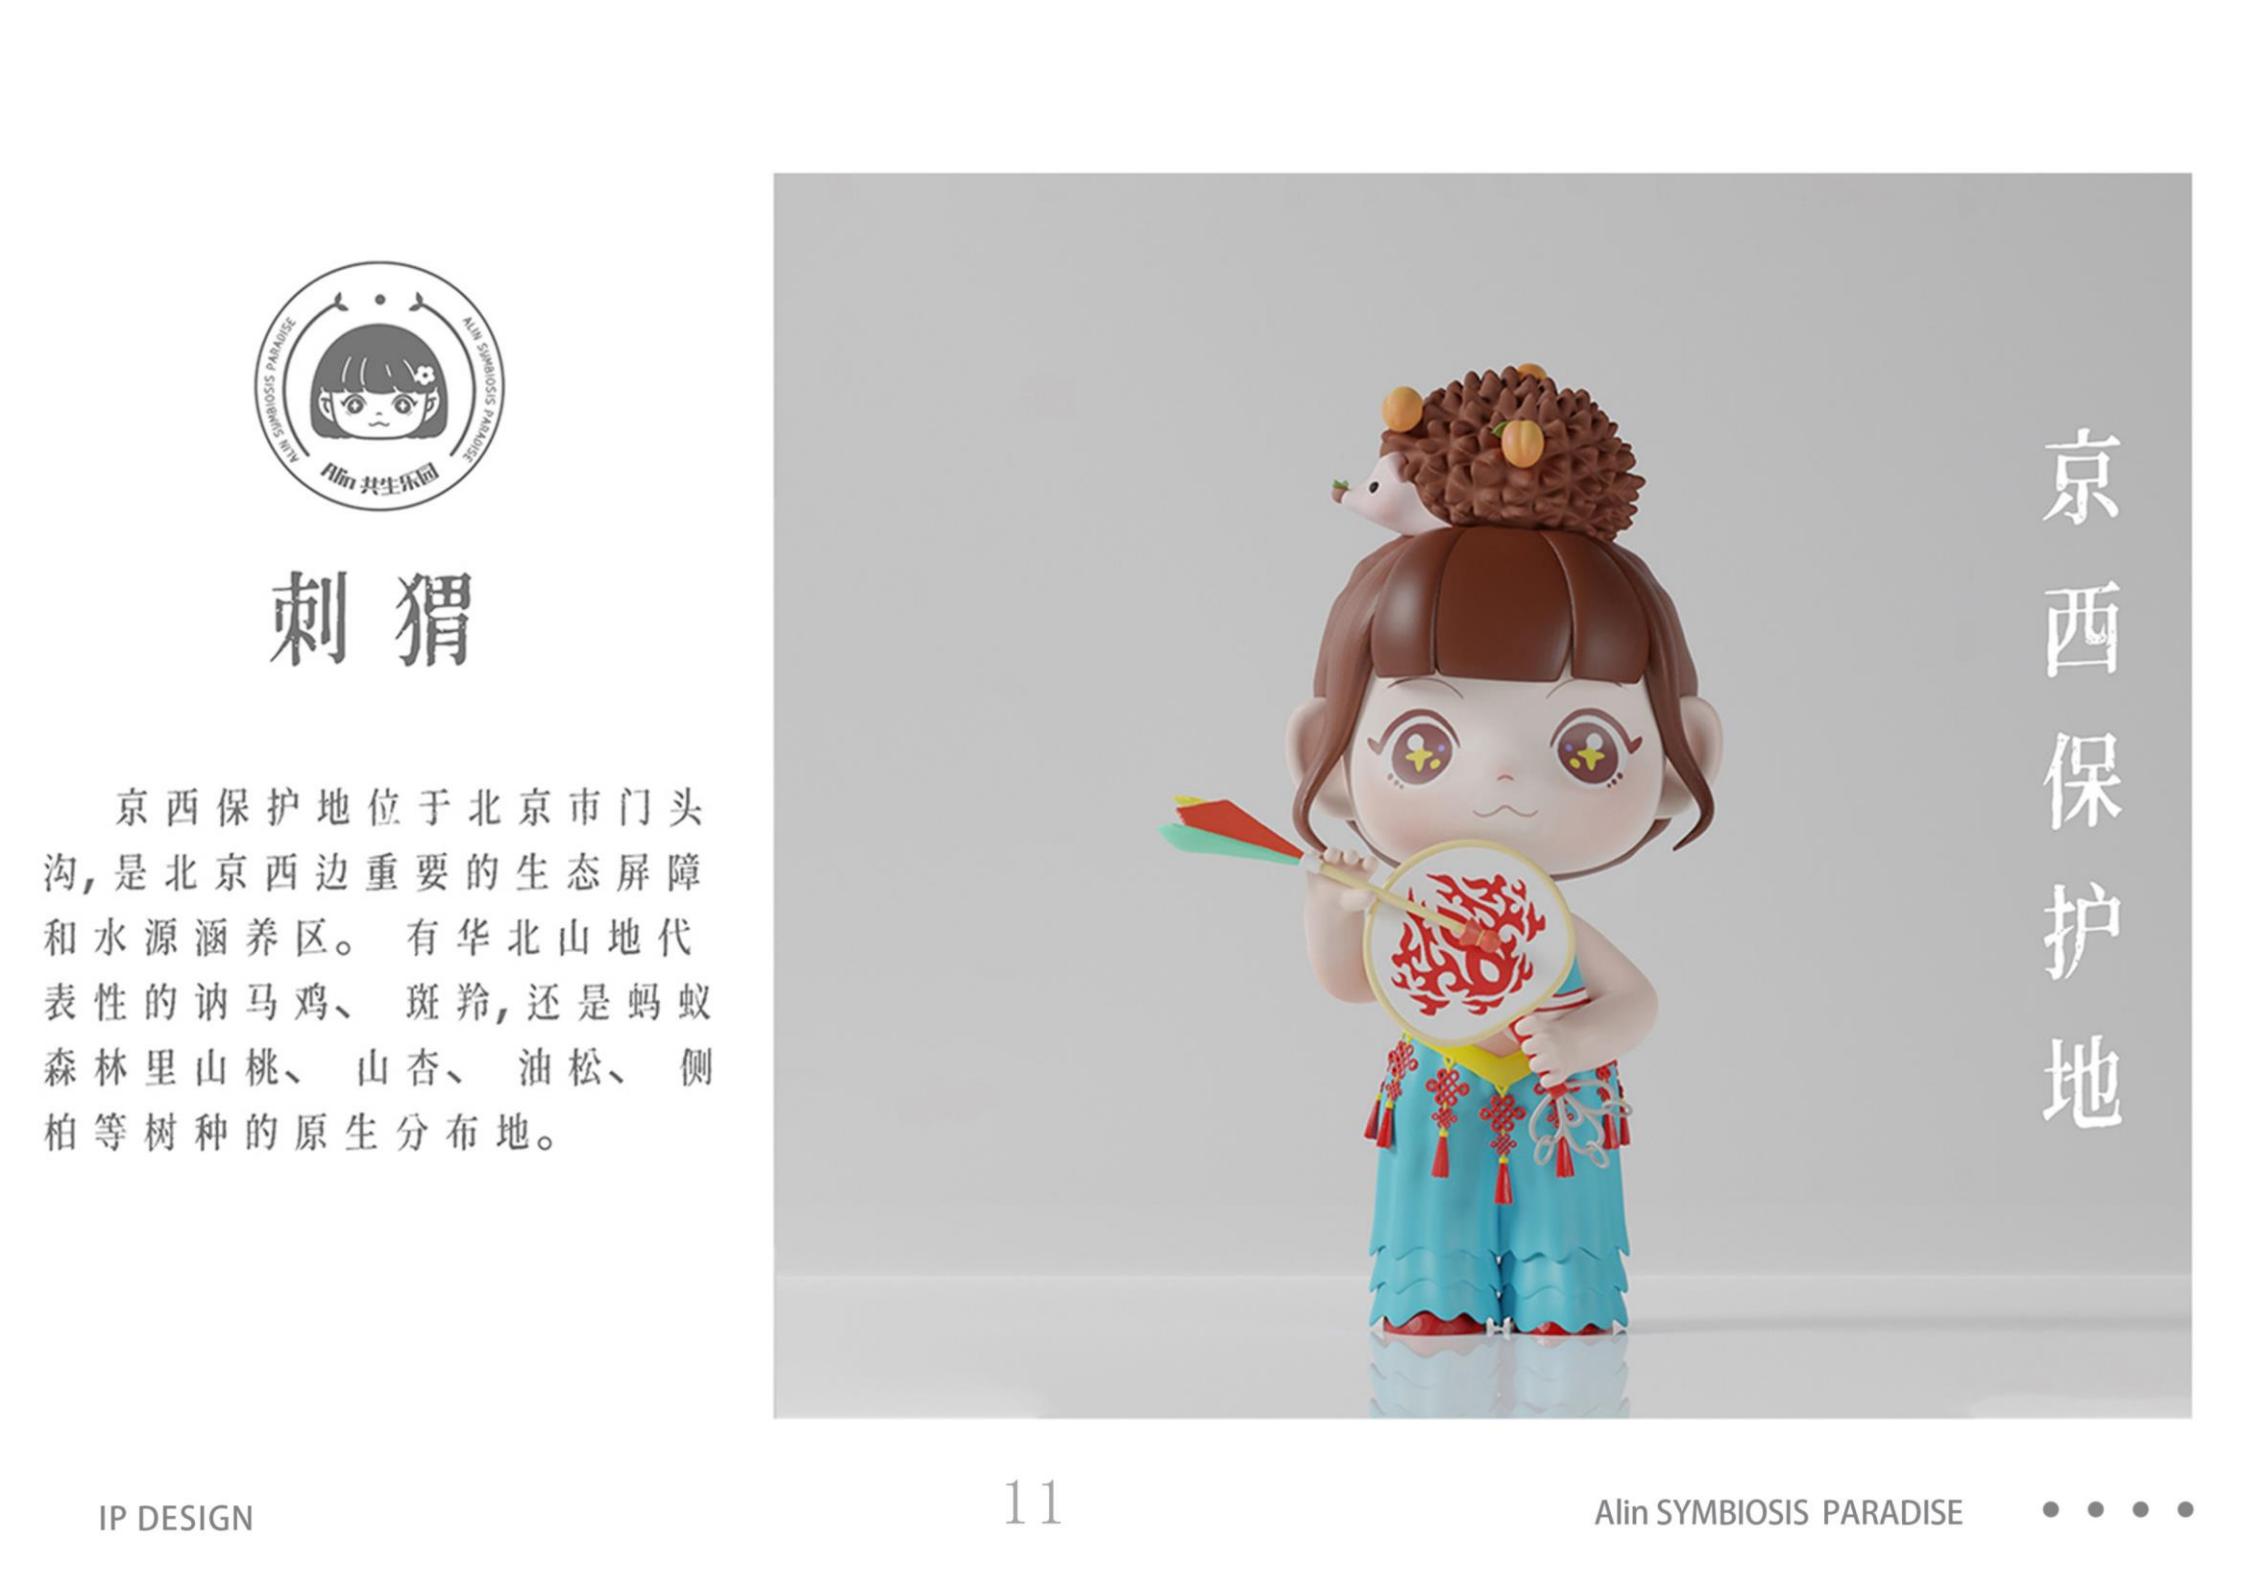 ALIN SYMBIOSIS PARADISE
ALIN SYMBIOSIS PARADISE
Alin 共生乐园
刺猬
京西保护地位于北京市门头
沟,是北京西边重要的生态屏障
和水源涵养区。 有华北山地代
表性的讷马鸡、 斑羚,还是蚂蚁
森林里山桃、 山杏、 油松、 侧
柏等树种的原生分布地。
京西保护地
IP DESIGN
11
Alin SYMBIOSIS PARADISE